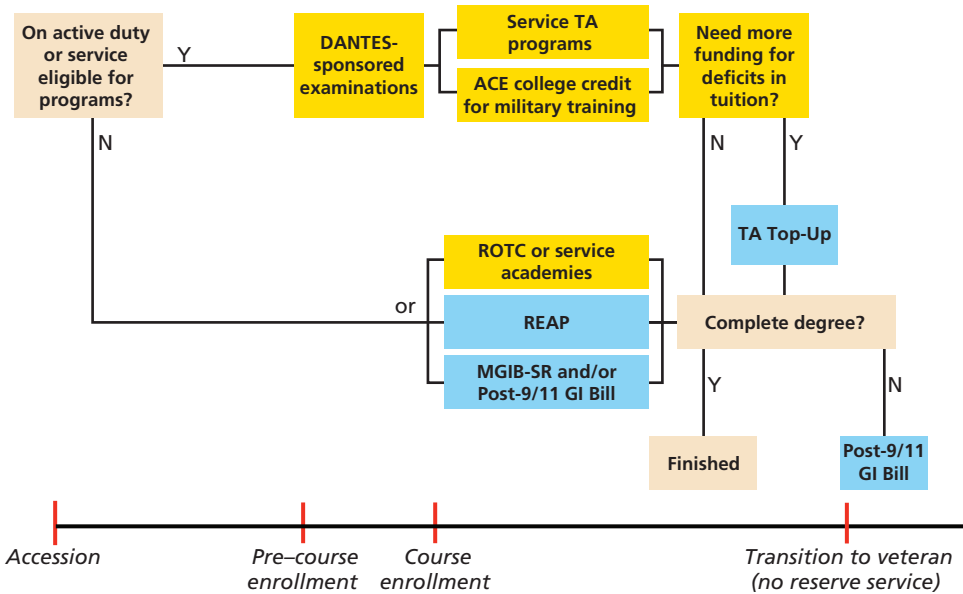 On active duty
or service
eligible for
programs?
Y
DANTES-
sponsored
examinations
Service TA
programs
ACE college credit
for military training
Need more
funding for
deficits in
tuition?
N
N
Y
TA Top-Up
ROTC or service
academies
or
REAP
Complete degree?
MGIB-SR and/or
Post-9/11 GI Bill
Y
N
Finished
Post-9/11
GI Bill
Accession
Pre–course
enrollment
Course
enrollment
Transition to veteran
(no reserve service)